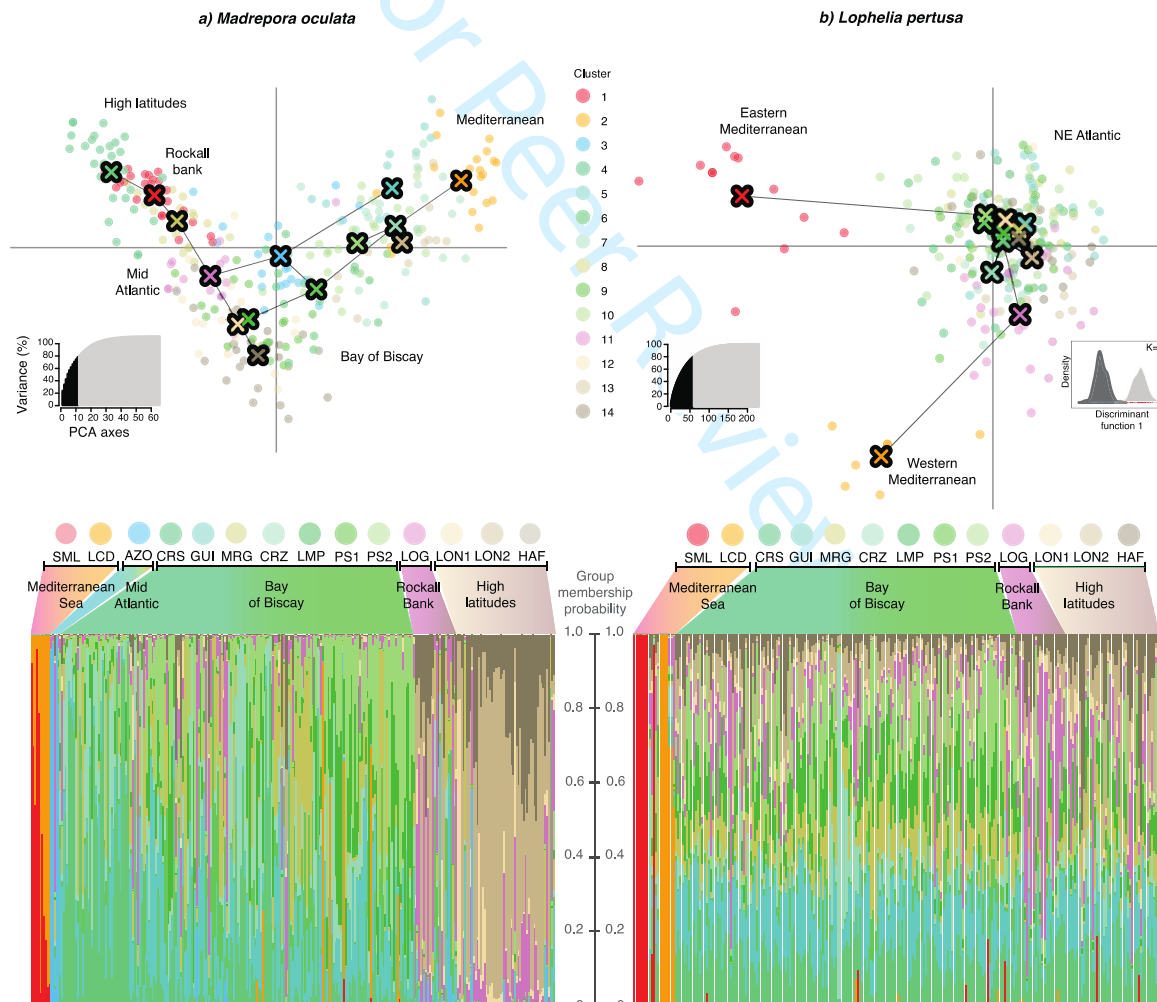 a) Madrepora oculata
b) Lophelia pertusa
For Peer Review
High latitudes
Rockall
bank
Mediterranean
Mid
Atlantic
Bay of Biscay
Variance (%)
100
80
60
40
20
0
0 10 20 30 40 50 60
PCA axes
Cluster
1
2
3
4
5
6
7
8
9
10
11
12
13
14
Eastern
Mediterranean
NE Atlantic
Western
Mediterranean
100
80
60
40
20
0
0 50 100 150 200
K=
Density
Discriminant
function 1
SML LCD AZO CRS GUI MRG CRZ LMP PS1 PS2 LOG LON1 LON2 HAF
Mediterranean
Sea
Mid
Atlantic
Bay
of Biscay
Rockall
Bank
High
latitudes
Group
membership
probability
1.0 1.0
0.8 0.8
0.6 0.6
0.4 0.4
0.2 0.2
SML LCD CRS GUI MRG CRZ LMP PS1 PS2 LOG LON1 LON2 HAF
Mediterranean
Sea
Bay
of Biscay
Rockall
Bank
High
latitudes